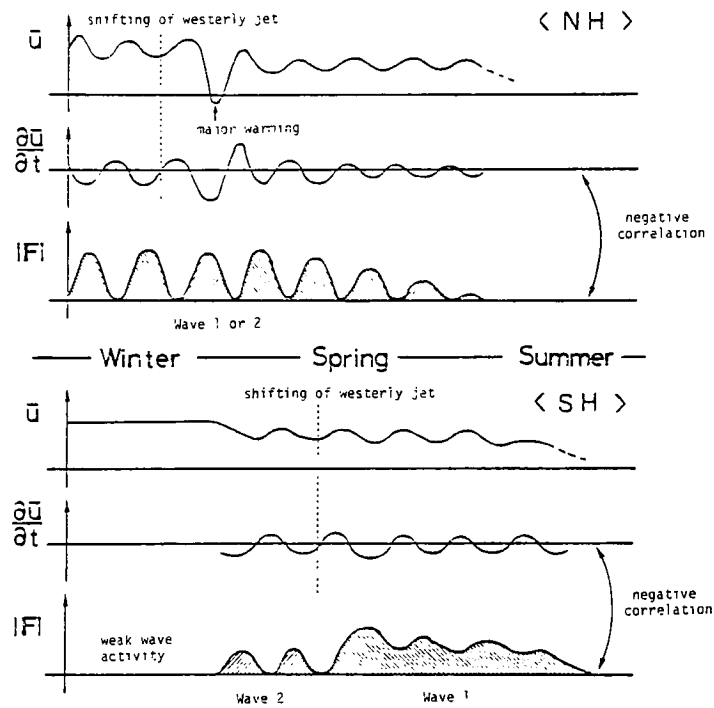 shifting of westerly jet
< NH >
ū
major warming
∂ū
∂t
negative
correlation
|F|
Wave 1 or 2
Winter
Spring
Summer
shifting of westerly jet
< SH >
ū
∂ū
∂t
negative
correlation
|F|
weak wave
activity
Wave 2
Wave 1